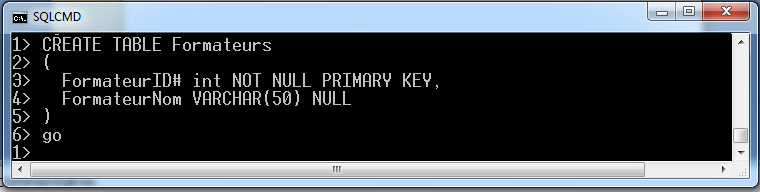 SQLCMD
1> CREATE TABLE Formateurs
2> (
3>   FormateurID# int NOT NULL PRIMARY KEY,
4>   FormateurNom VARCHAR(50) NULL
5> )
6> go
1>